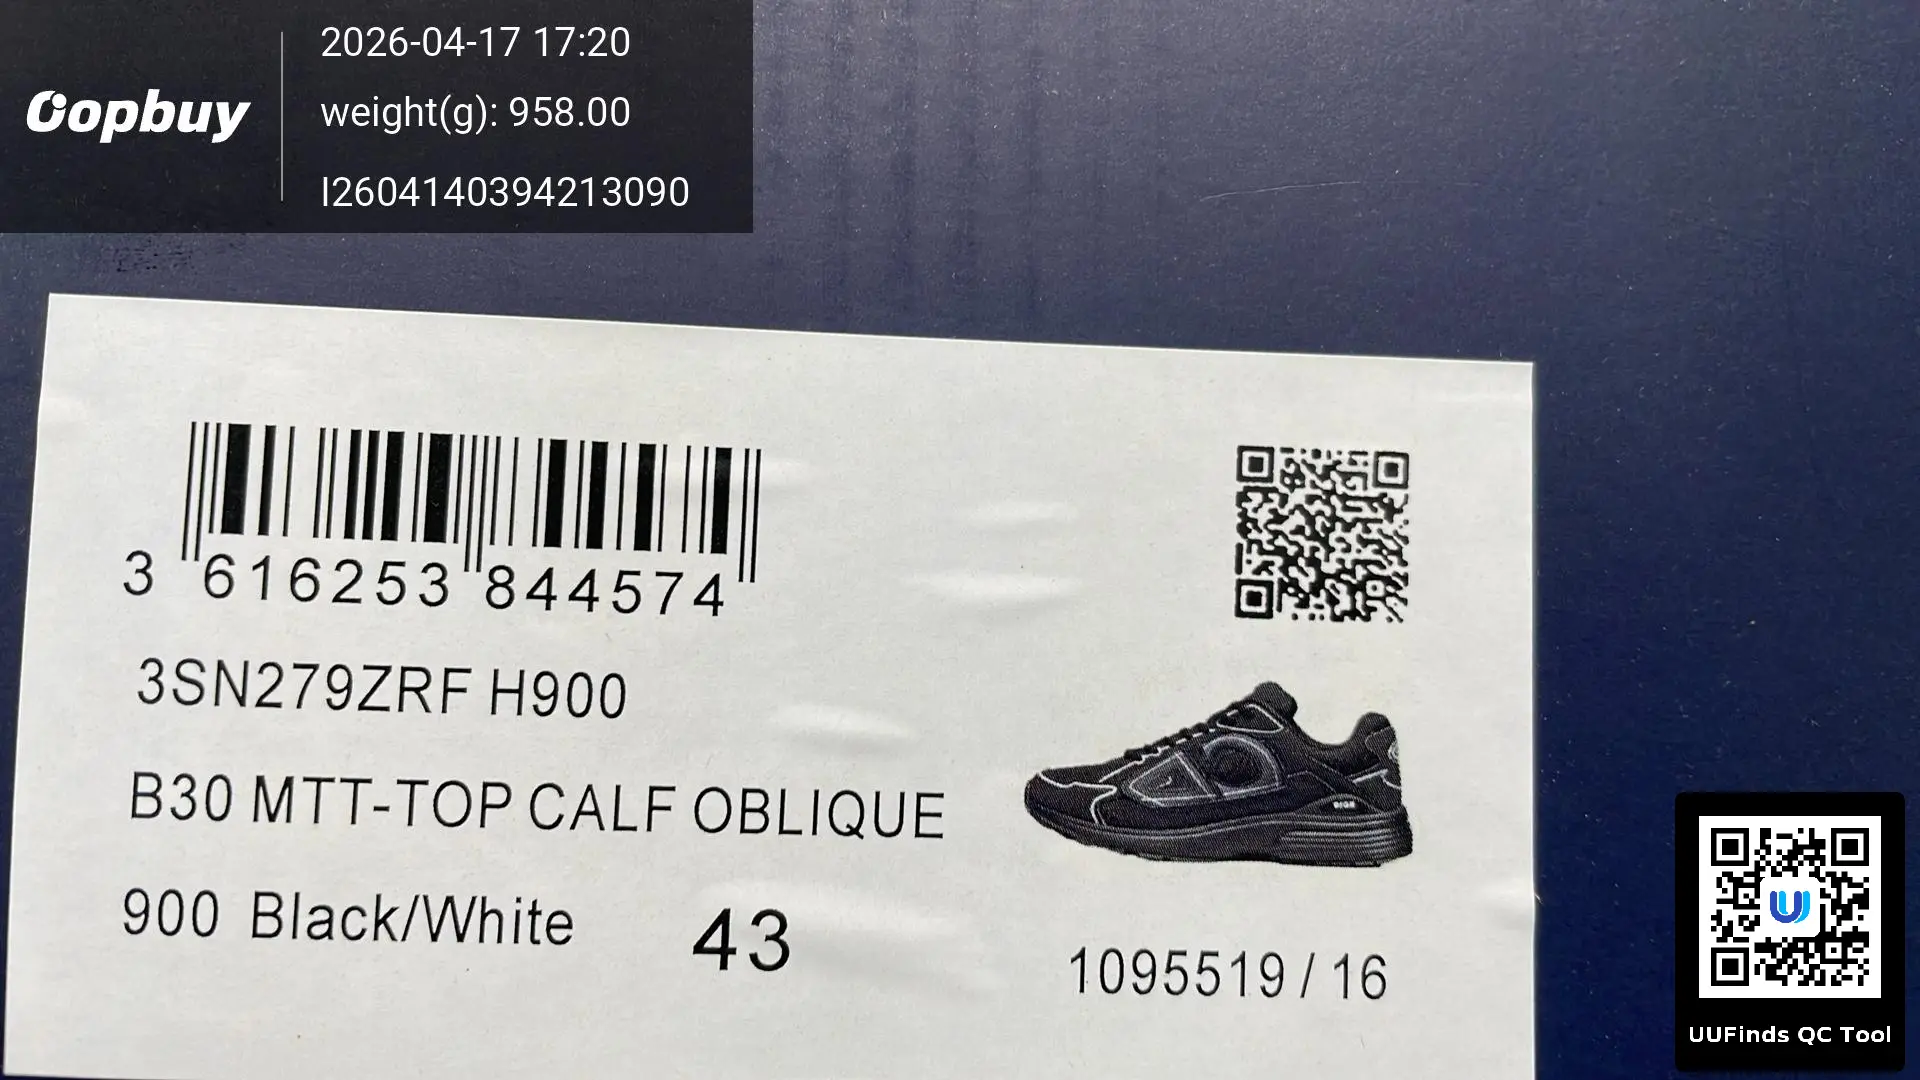 Oopbuy
2026-04-17 17:20
weight(g): 958.00
I2604140394213090
3 616253 844574
3SN279ZRF H900
B30 MTT-TOP CALF OBLIQUE
900 Black/White 43
DIOR
1095519 / 16
UUFinds QC Tool